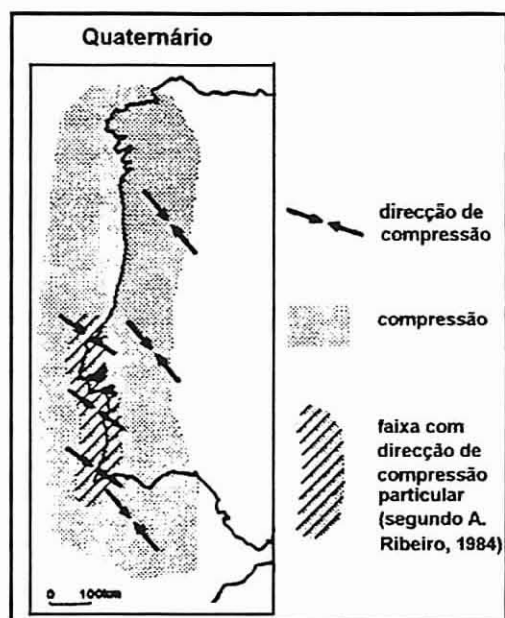 Quaternário
direcção de
compressão
compressão
faixa com
direcção de
compressão
particular
(segundo A.
Ribeiro, 1984)
0 100km